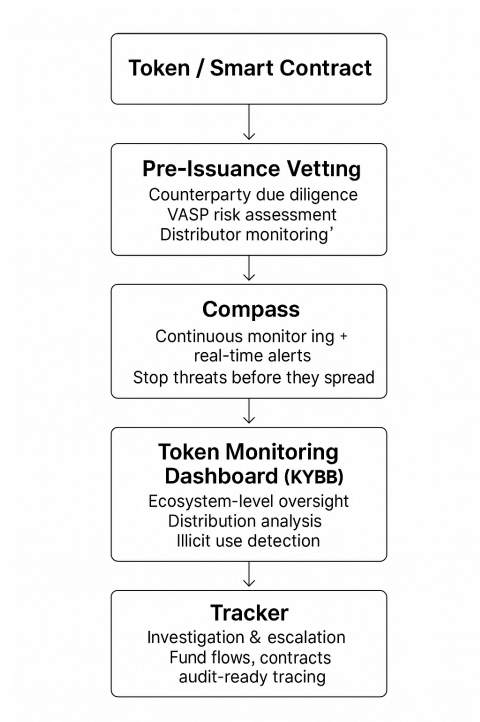 Token / Smart Contract
Pre-Issuance Vettıng
Counterparty due diligence
VASP risk assessment
Distributor monitoring’
Compass
Continuous monitor ing +
real-time alerts
Stop threats before they spread
Token Monitoring
Dashboard (KYBB)
Ecosystem-level oversight
Distribution analysis
Illicit use detection
Tracker
Investigation & escalation
Fund flows, contracts
audit-ready tracing